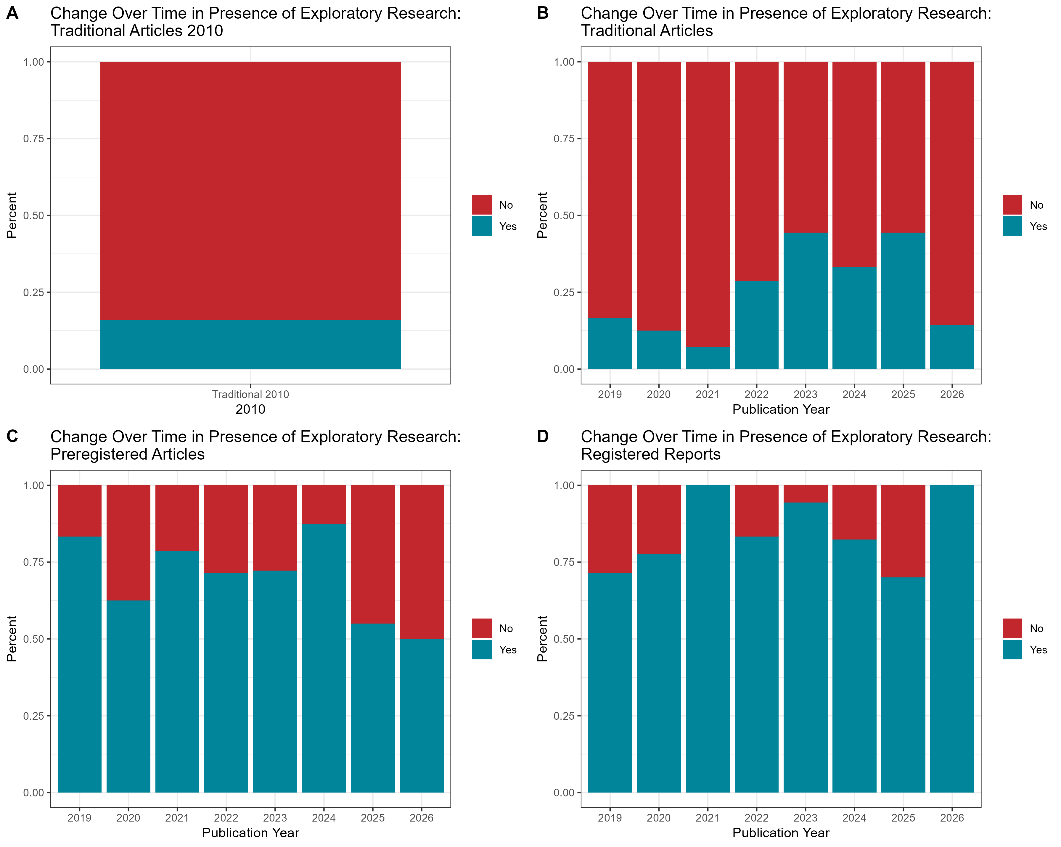 A
Change Over Time in Presence of Exploratory Research:
Traditional Articles 2010
1.00
0.75
0.50
0.25
0.00
Percent
Traditional 2010
2010
No
Yes
B
Change Over Time in Presence of Exploratory Research:
Traditional Articles
1.00
0.75
0.50
0.25
0.00
Percent
2019 2020 2021 2022 2023 2024 2025 2026
Publication Year
No
Yes
C
Change Over Time in Presence of Exploratory Research:
Preregistered Articles
1.00
0.75
0.50
0.25
0.00
Percent
2019 2020 2021 2022 2023 2024 2025 2026
Publication Year
No
Yes
D
Change Over Time in Presence of Exploratory Research:
Registered Reports
1.00
0.75
0.50
0.25
0.00
Percent
2019 2020 2021 2022 2023 2024 2025 2026
Publication Year
No
Yes